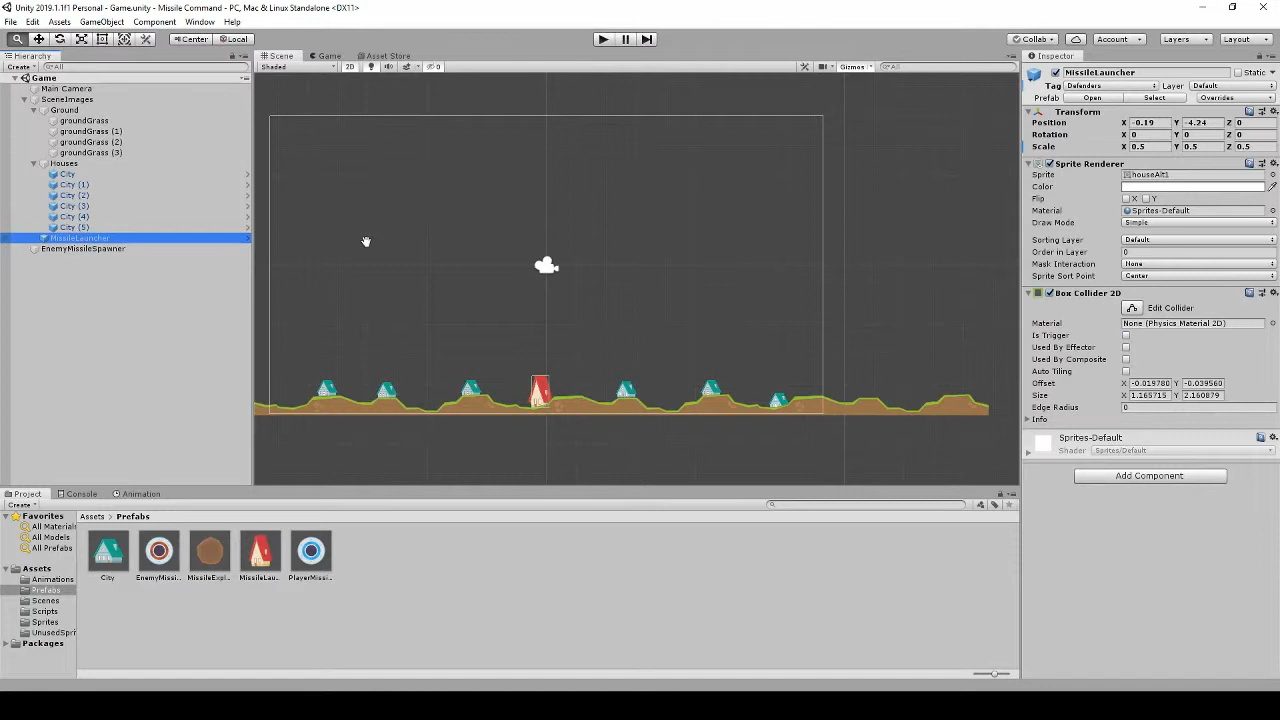 Unity 2019.1.1f1 Personal - Game.unity - Missile Command - PC, Mac & Linux Standalone <DX11>
File Edit Assets GameObject Component Window Help
Center Local Collab Account Layers Layout
Hierarchy
Create All
Game
Main Camera
SceneImages
Ground
groundGrass
groundGrass (1)
groundGrass (2)
groundGrass (3)
Houses
City
City (1)
City (2)
City (3)
City (4)
City (5)
MissileLauncher
EnemyMissileSpawner
Scene Game Asset Store
Shaded 2D 0 Gizmos All
Inspector
MissileLauncher Static
Tag Defenders Layer Default
Prefab Open Select Overrides
Transform
Position X -0.19 Y -4.24 Z 0
Rotation X 0 Y 0 Z 0
Scale X 0.5 Y 0.5 Z 0.5
Sprite Renderer
Sprite houseAlt1
Color
Flip X Y
Material Sprites-Default
Draw Mode Simple
Sorting Layer Default
Order in Layer 0
Mask Interaction None
Sprite Sort Point Center
Box Collider 2D
Edit Collider
Material None (Physics Material 2D)
Is Trigger
Used By Effector
Used By Composite
Auto Tiling
Offset X -0.019780 Y -0.039560
Size X 1.165715 Y 2.160879
Edge Radius 0
Info
Sprites-Default
Shader Sprites/Default
Add Component
Project Console Animation
Create
Favorites
All Material
All Models
All Prefabs
Assets
Animations
Prefabs
Scenes
Scripts
Sprites
UnusedSpri
Packages
Assets > Prefabs
City EnemyMissi... MissileExpl... MissileLau... PlayerMissi...